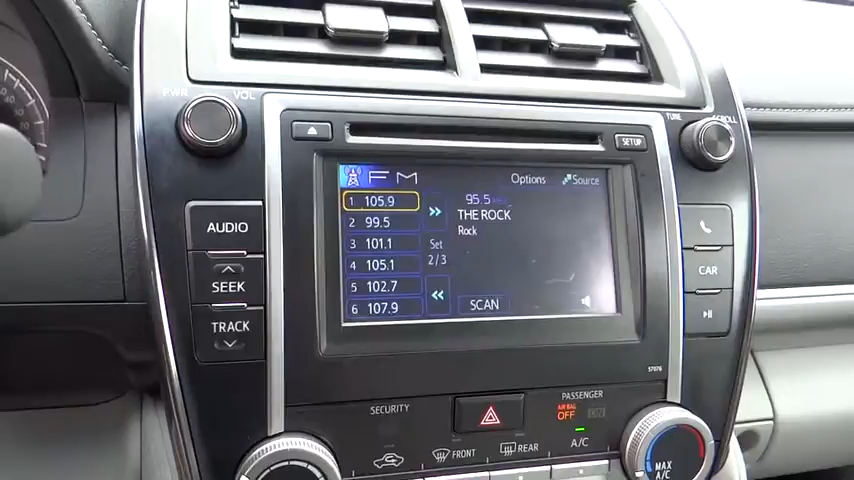 PWR VOL
TUNE SCROLL
SETUP
FM Options Source
1 105.9
2 99.5
3 101.1
4 105.1
5 102.7
6 107.9
Set
2/3
95.5
THE ROCK
Rock
SCAN
AUDIO
SEEK
TRACK
CAR
57076
SECURITY
PASSENGER
AIR BAG
OFF
FRONT
REAR
A/C
MAX
A/C